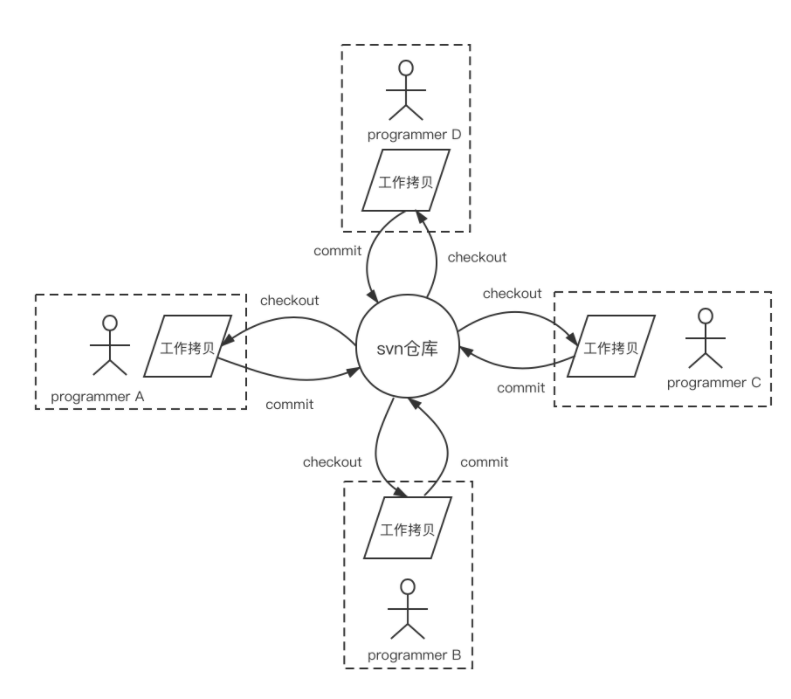 programmer D
工作拷贝
commit
checkout
checkout
checkout
工作拷贝
svn仓库
工作拷贝
programmer A
commit
commit
programmer C
checkout
commit
工作拷贝
programmer B